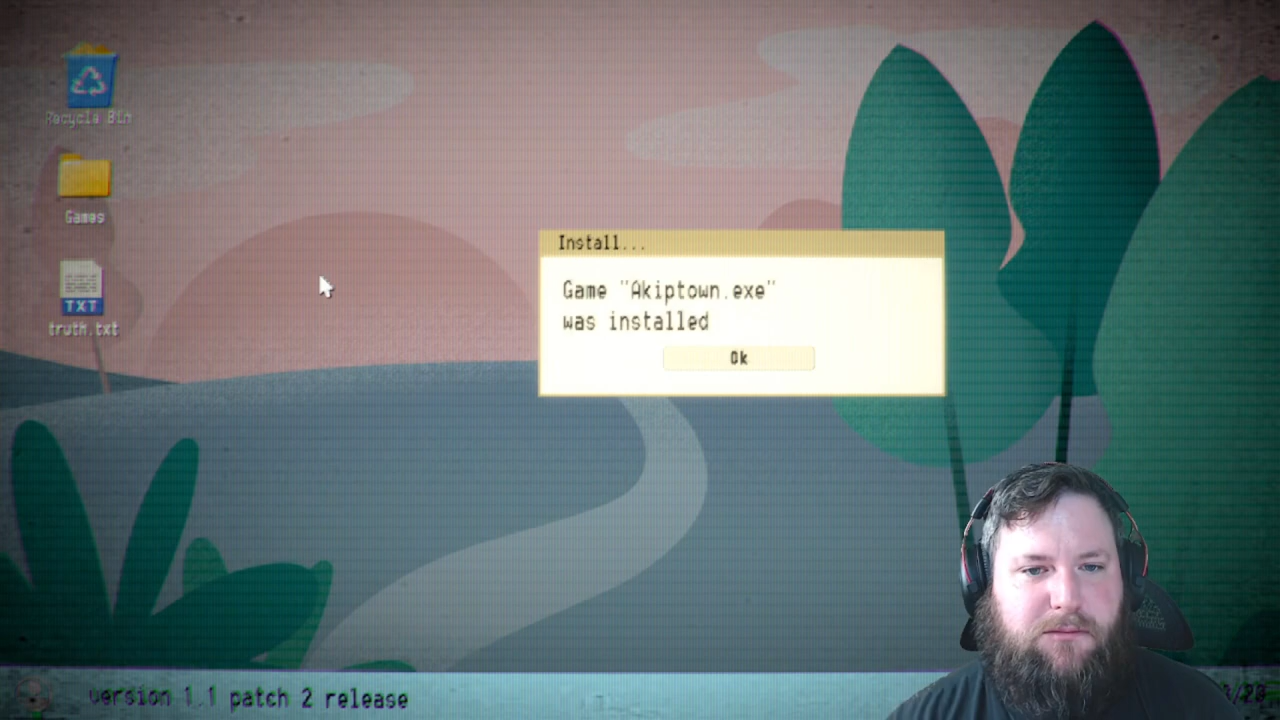 Recycle Bin
Games
TXT
truth.txt
Install...
Game "Akiptown.exe"
was installed
Ok
version 1.1 patch 2 release